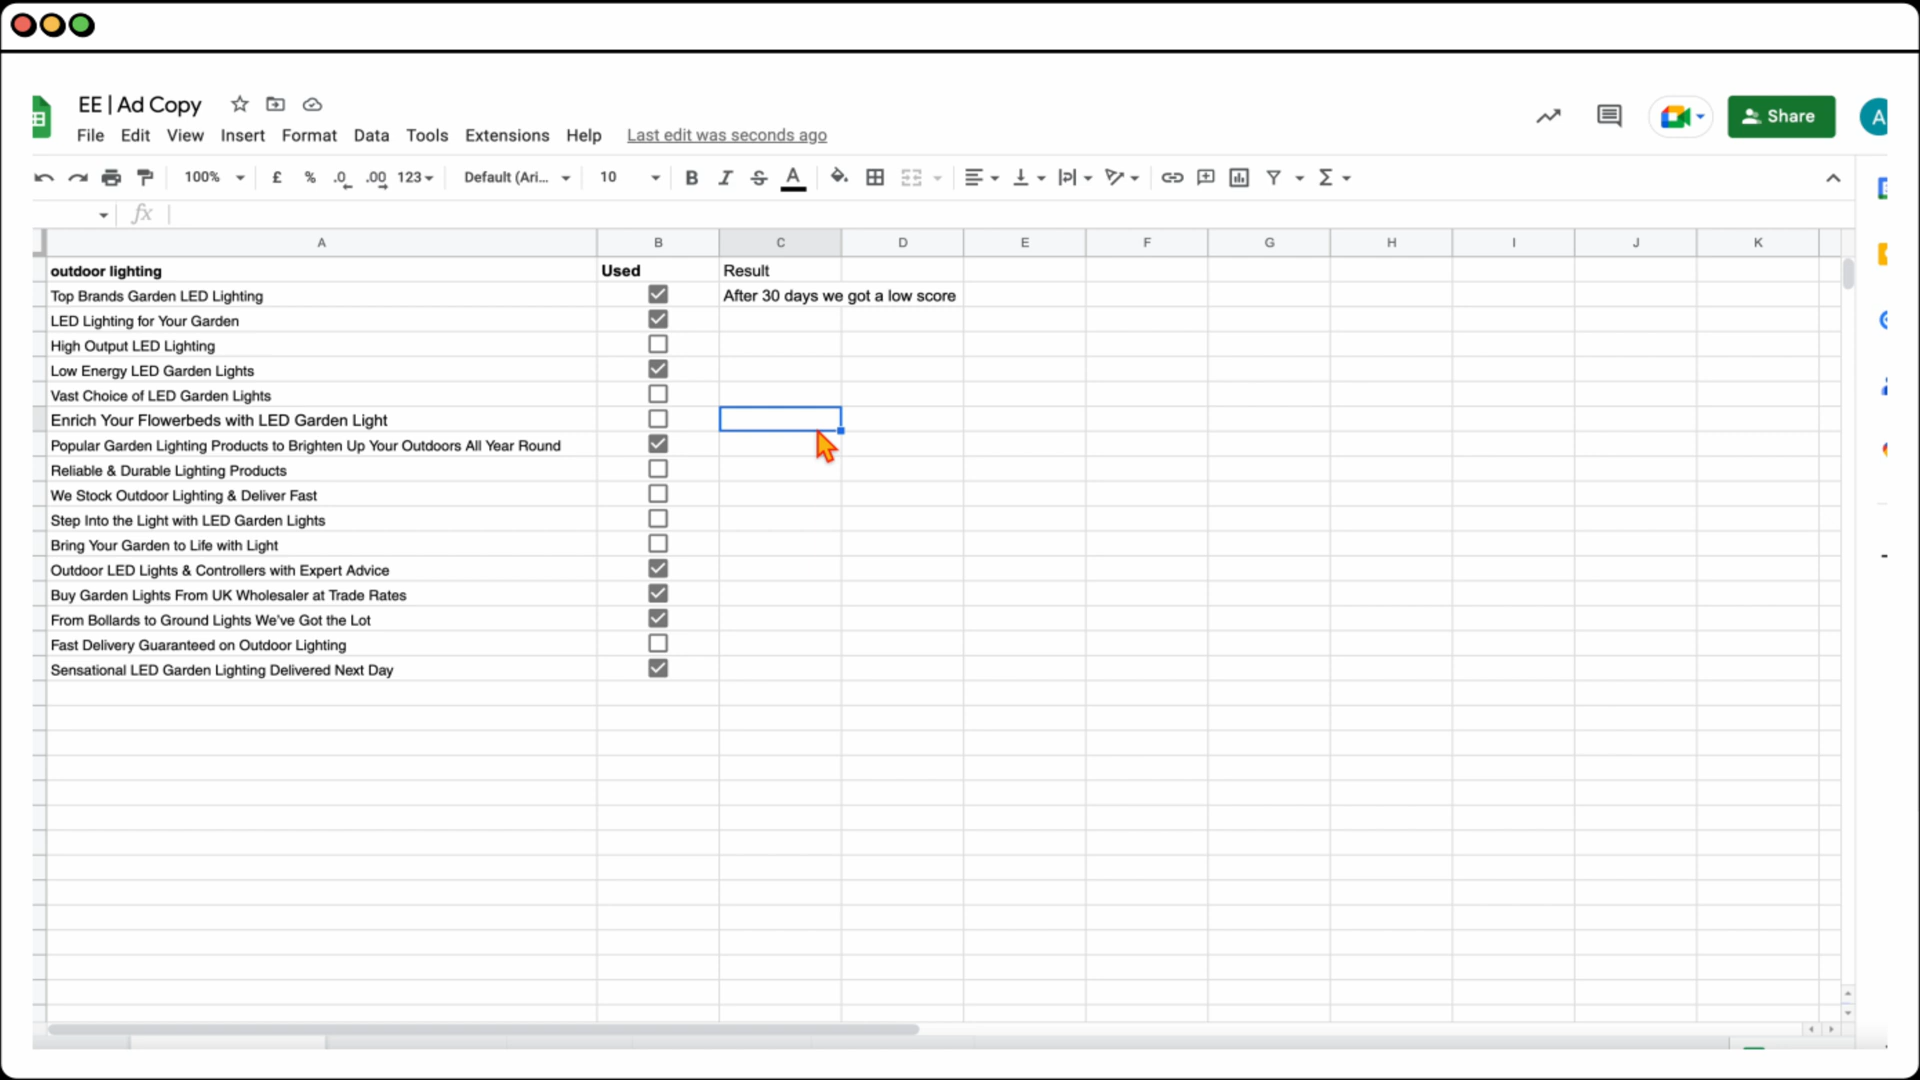 EE | Ad Copy
File Edit View Insert Format Data Tools Extensions Help Last edit was seconds ago
Share
A
100% £ % .0 .00 123 Default (Ari... 10 B I S A Σ
fx
A B C D E F G H I J K
outdoor lighting Used Result
Top Brands Garden LED Lighting After 30 days we got a low score
LED Lighting for Your Garden
High Output LED Lighting
Low Energy LED Garden Lights
Vast Choice of LED Garden Lights
Enrich Your Flowerbeds with LED Garden Light
Popular Garden Lighting Products to Brighten Up Your Outdoors All Year Round
Reliable & Durable Lighting Products
We Stock Outdoor Lighting & Deliver Fast
Step Into the Light with LED Garden Lights
Bring Your Garden to Life with Light
Outdoor LED Lights & Controllers with Expert Advice
Buy Garden Lights From UK Wholesaler at Trade Rates
From Bollards to Ground Lights We've Got the Lot
Fast Delivery Guaranteed on Outdoor Lighting
Sensational LED Garden Lighting Delivered Next Day